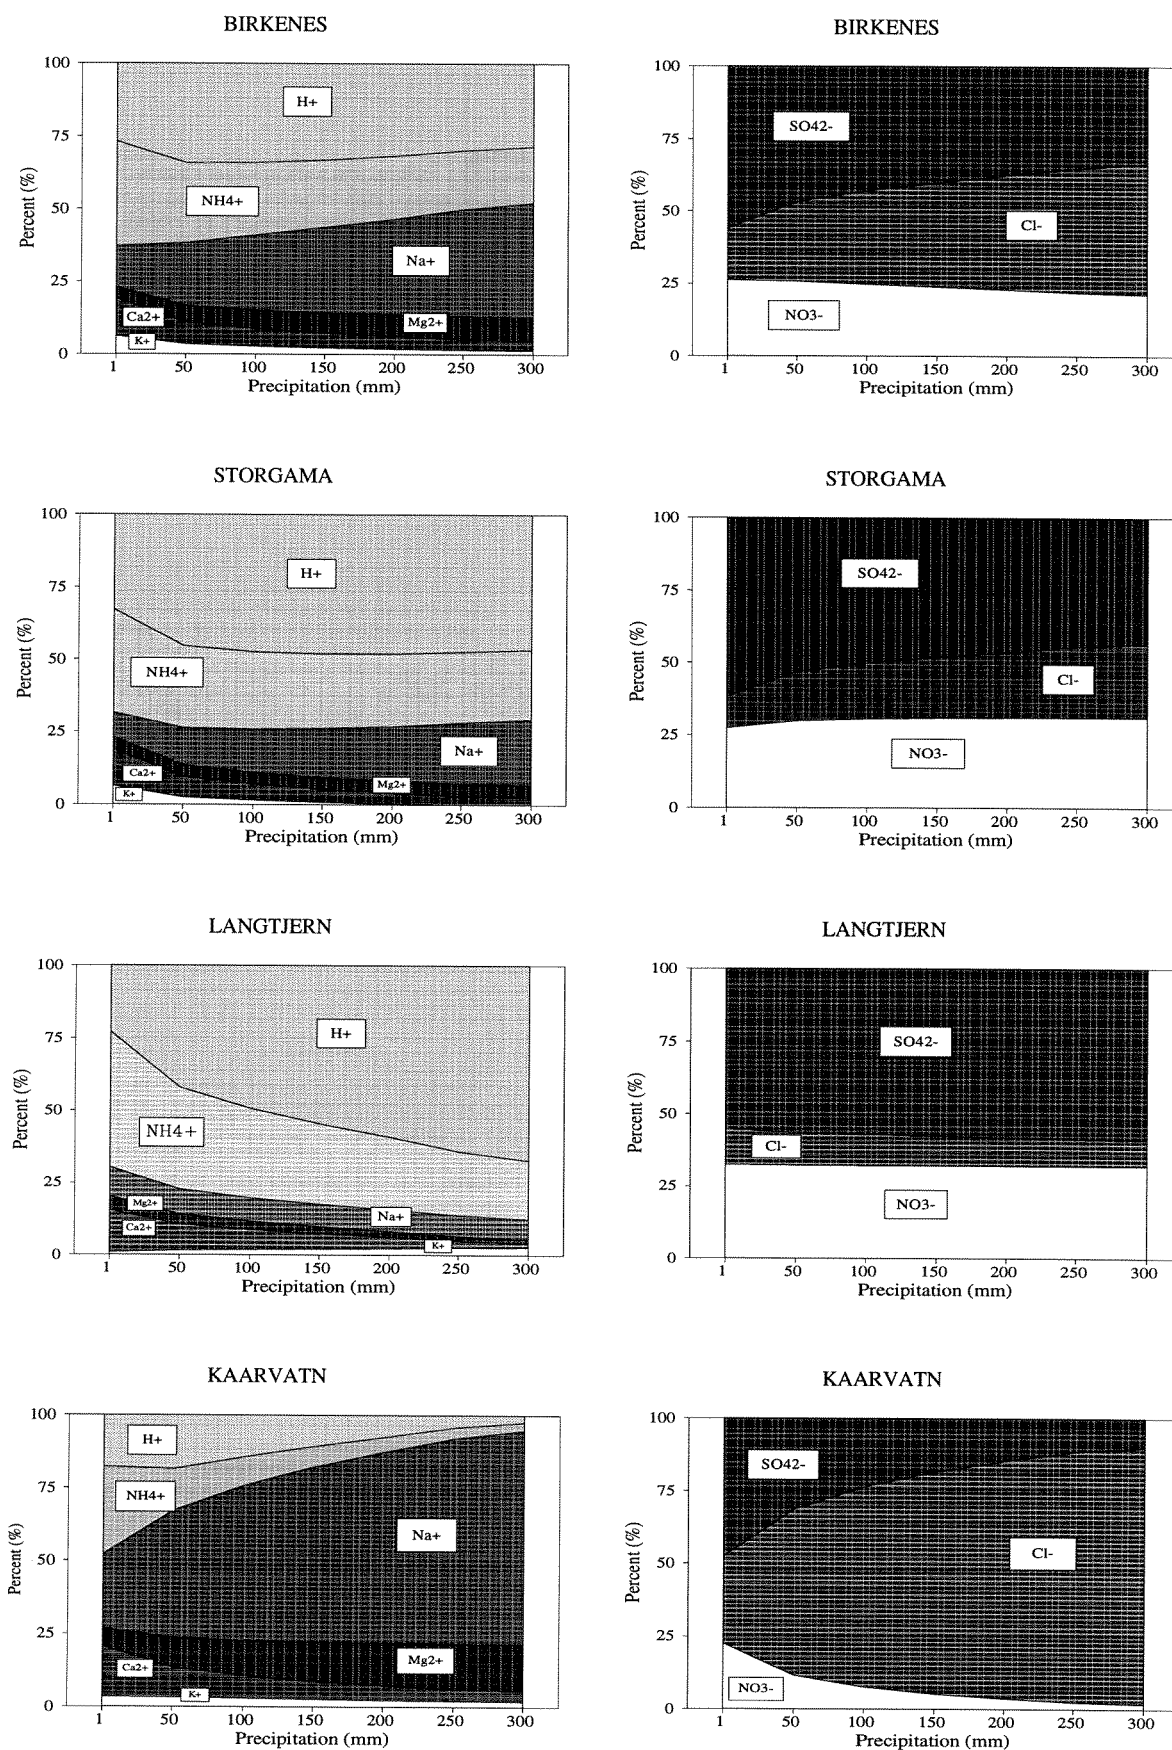 BIRKENES
100
75
50
25
0
Percent (%)
H+
NH4+
Na+
Ca2+
Mg2+
K+
1 50 100 150 200 250 300
Precipitation (mm)
BIRKENES
100
75
50
25
0
Percent (%)
SO42-
Cl-
NO3-
1 50 100 150 200 250 300
Precipitation (mm)
STORGAMA
100
75
50
25
0
Percent (%)
H+
NH4+
Na+
Ca2+
Mg2+
K+
1 50 100 150 200 250 300
Precipitation (mm)
STORGAMA
100
75
50
25
0
Percent (%)
SO42-
Cl-
NO3-
1 50 100 150 200 250 300
Precipitation (mm)
LANGTJERN
100
75
50
25
0
Percent (%)
H+
NH4+
Mg2+
Na+
Ca2+
K+
1 50 100 150 200 250 300
Precipitation (mm)
LANGTJERN
100
75
50
25
0
Percent (%)
SO42-
Cl-
NO3-
1 50 100 150 200 250 300
Precipitation (mm)
KAARVATN
100
75
50
25
0
Percent (%)
H+
NH4+
Na+
Ca2+
Mg2+
K+
1 50 100 150 200 250 300
Precipitation (mm)
KAARVATN
100
75
50
25
0
Percent (%)
SO42-
Cl-
NO3-
1 50 100 150 200 250 300
Precipitation (mm)